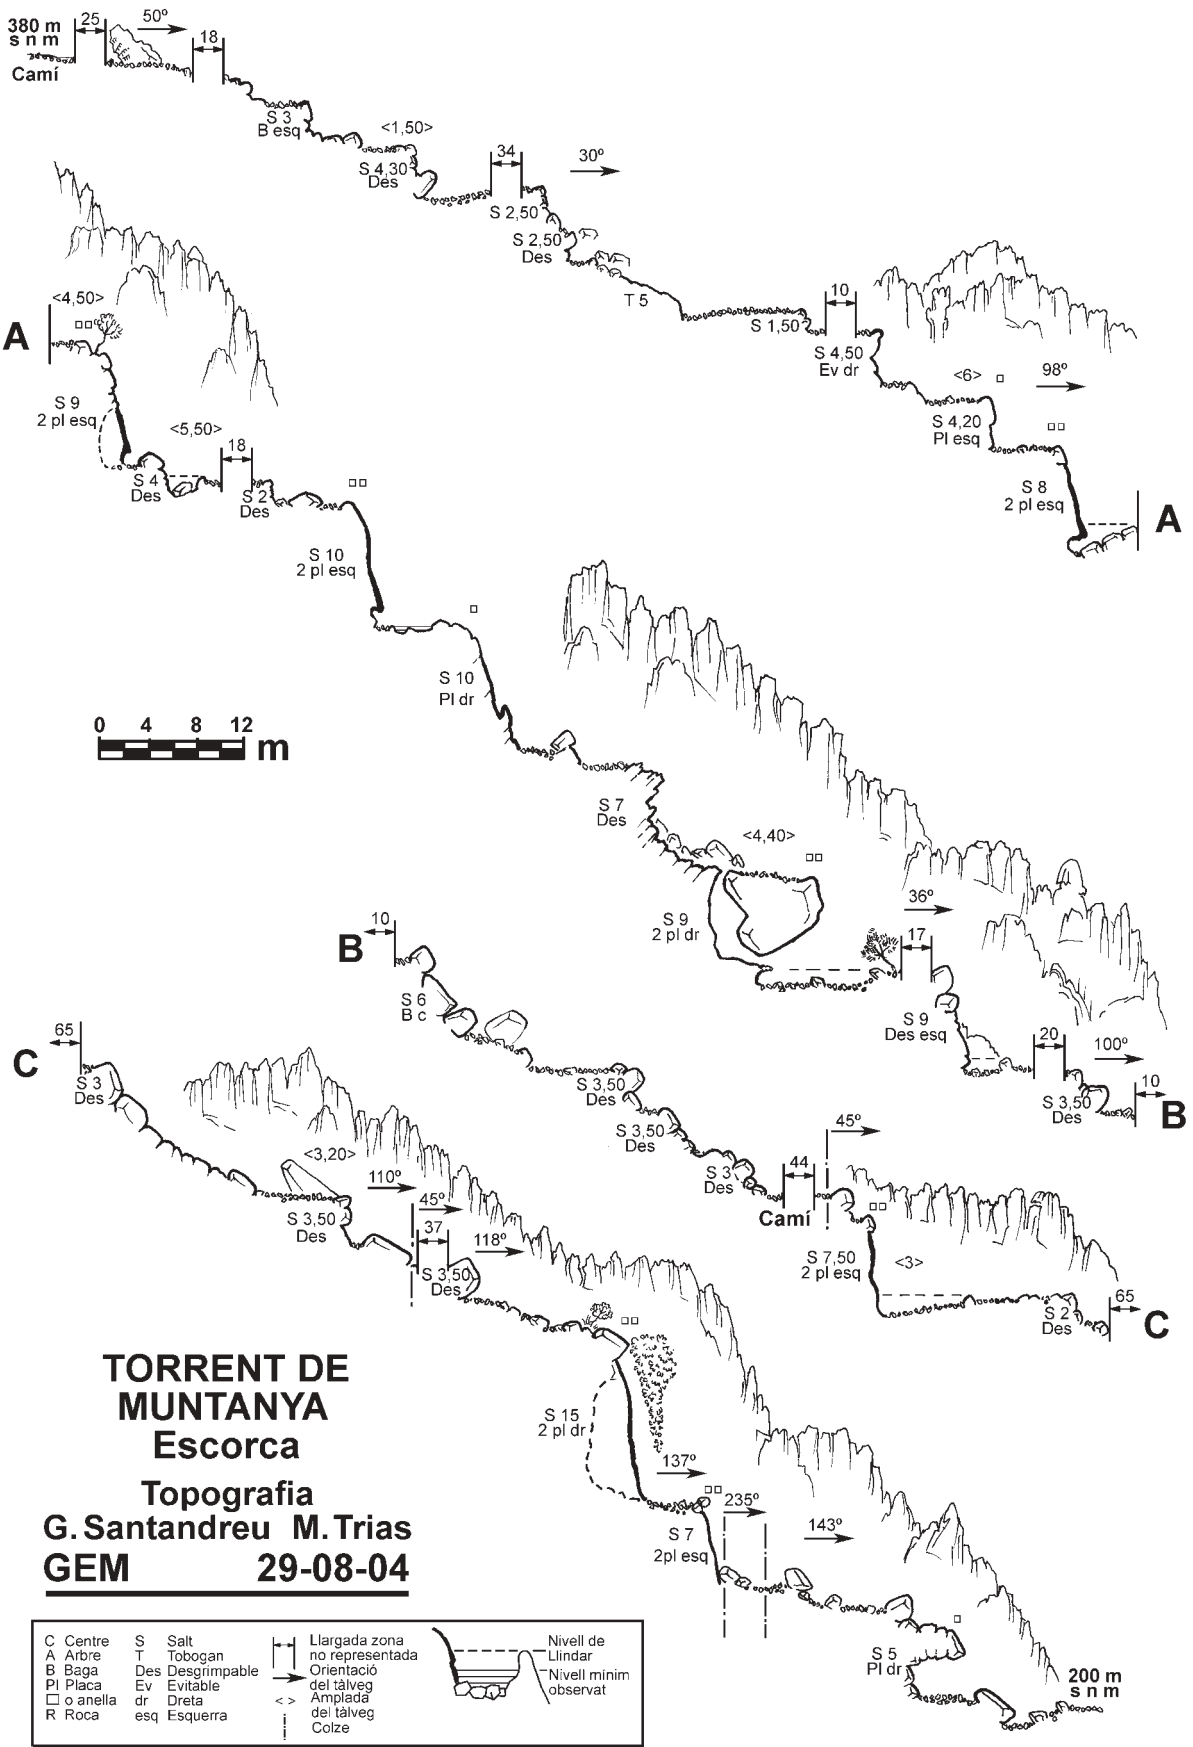 380 m
s n m
Camí
25
50º
18
S 3
B esq
<1,50>
S 4,30
Des
34
30º
S 2,50
S 2,50
Des
T 5
S 1,50
10
S 4,50
Ev dr
<6>
98º
S 4,20
Pl esq
S 8
2 pl esq
A
A
<4,50>
S 9
2 pl esq
<5,50>
S 4
Des
18
S 2
Des
S 10
2 pl esq
S 10
Pl dr
0 4 8 12
m
S 7
Des
<4,40>
S 9
2 pl dr
36º
17
S 9
Des esq
20
100º
S 3,50
Des
10
B
10
B
S 6
B c
S 3,50
Des
S 3,50
Des
S 3
Des
44
Camí
45º
S 7,50
2 pl esq
<3>
S 2
Des
65
C
65
C
S 3
Des
<3,20>
S 3,50
Des
110º
45º
37
118º
S 3,50
Des
S 15
2 pl dr
137º
S 7
2pl esq
235º
143º
S 5
Pl dr
200 m
s n m
TORRENT DE
MUNTANYA
Escorca
Topografia
G. Santandreu M. Trias
GEM 29-08-04
C Centre
A Arbre
B Baga
Pl Placa
o anella
R Roca
S Salt
T Tobogan
Des Desgrimpable
Ev Evitable
dr Dreta
esq Esquerra
Llargada zona
no representada
Orientació
del tàlveg
< > Amplada
del tàlveg
Colze
Nivell de
Llindar
Nivell mínim
observat